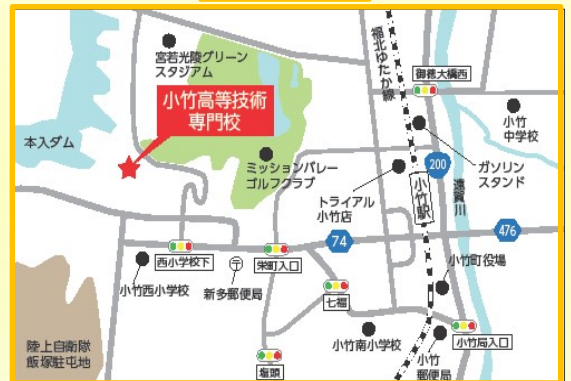 宮若光陵グリーン
スタジアム
福北ゆたか線
御徳大橋西
小竹高等技術
専門校
小竹
中学校
本入ダム
ミッションバレー
ゴルフクラブ
200
ガソリン
スタンド
トライアル
小竹店
小竹駅
遠賀川
476
74
西小学校下
〒
栄町入口
小竹町役場
小竹西小学校
新多郵便局
七福
小竹南小学校
小竹局入口
陸上自衛隊
飯塚駐屯地
塩頭
小竹
郵便局